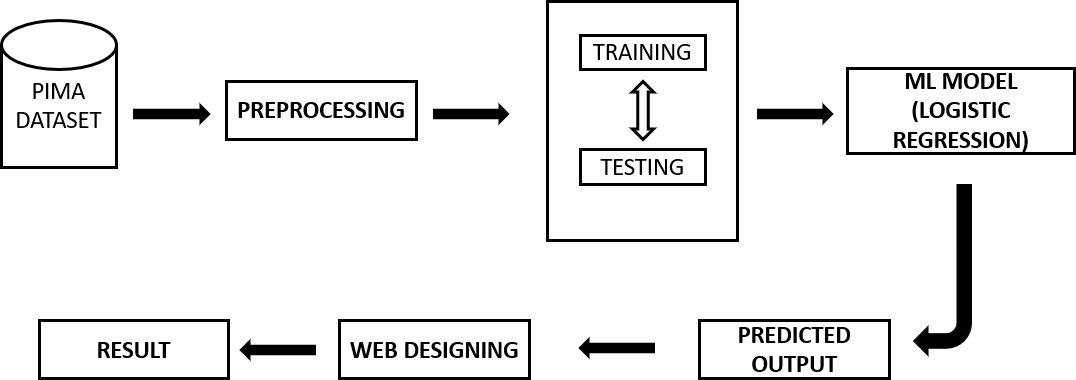 PIMA
DATASET
PREPROCESSING
TRAINING
TESTING
ML MODEL
(LOGISTIC
REGRESSION)
PREDICTED
OUTPUT
WEB DESIGNING
RESULT